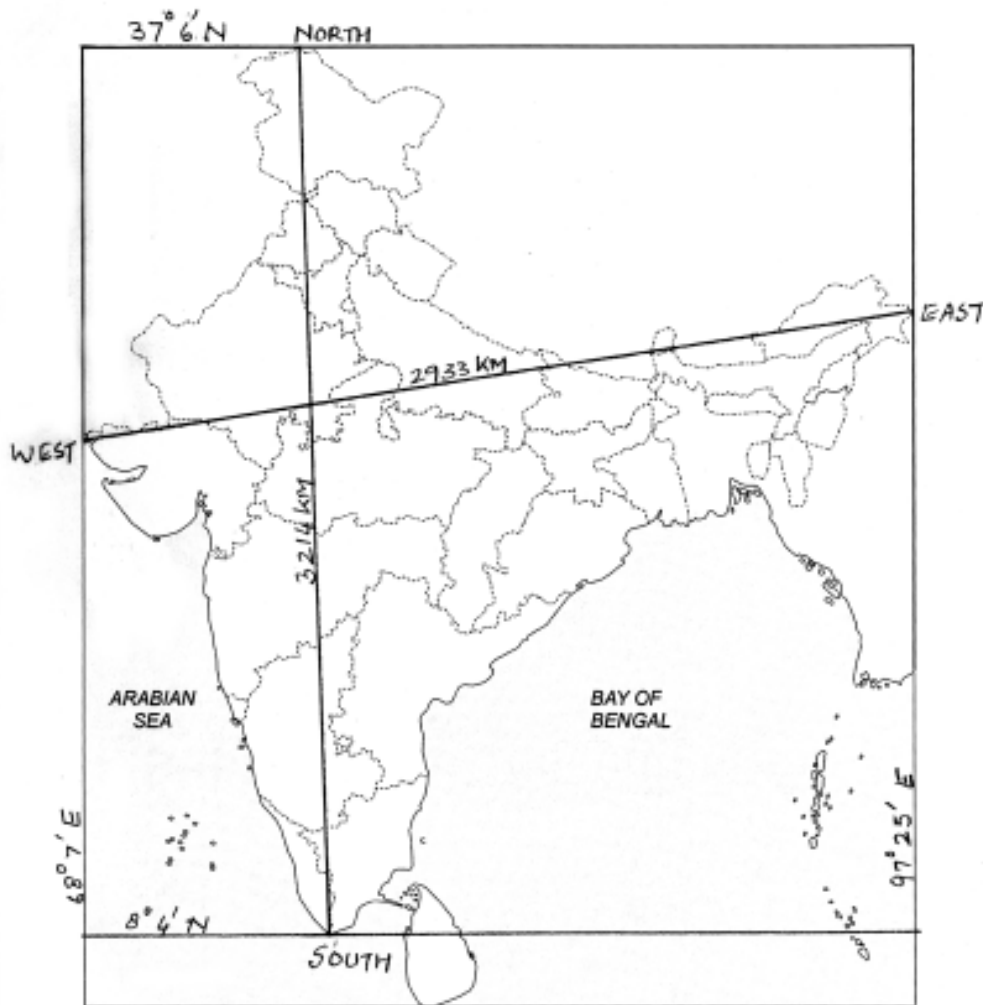 37° 6' N
NORTH
EAST
2933 KM
WEST
3214 KM
ARABIAN
SEA
BAY OF
BENGAL
68° 7' E
97° 25' E
8° 4' N
SOUTH